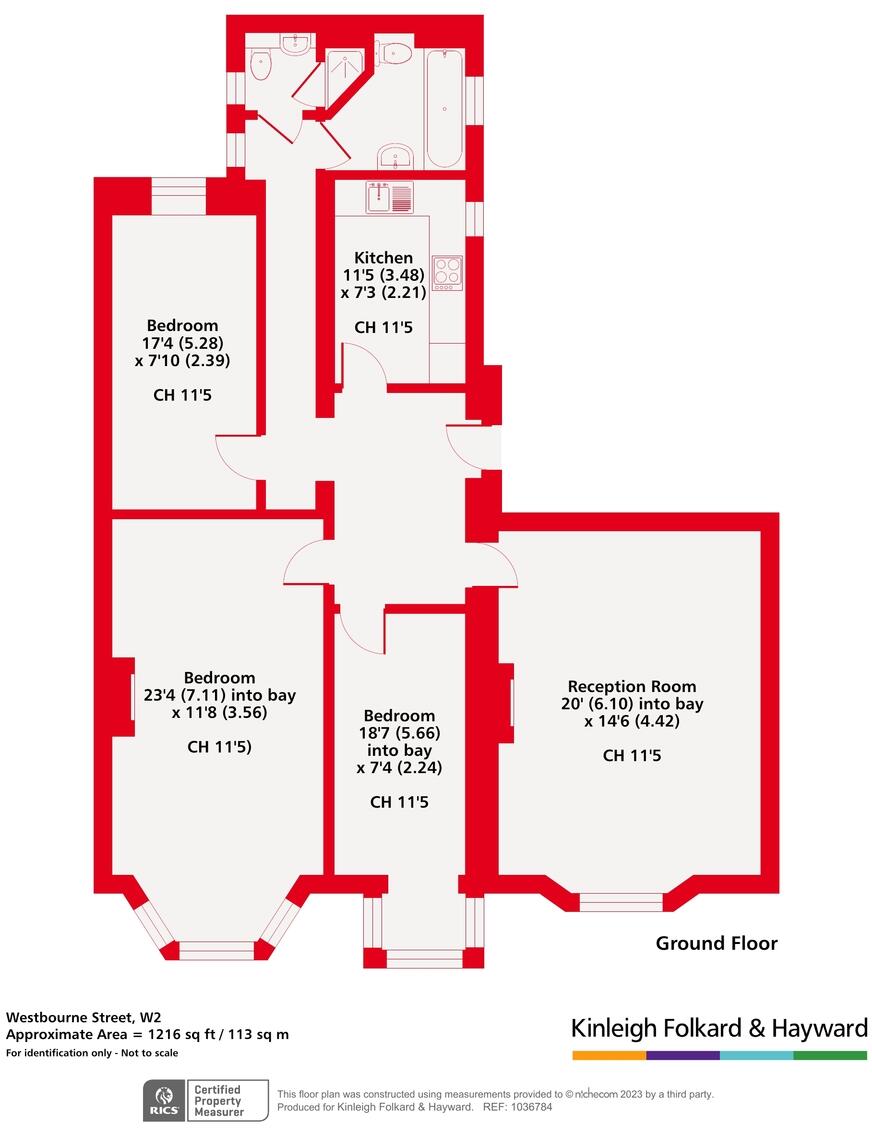 Kitchen
11'5 (3.48)
x 7'3 (2.21)
CH 11'5
Bedroom
17'4 (5.28)
x 7'10 (2.39)
CH 11'5
Bedroom
23'4 (7.11) into bay
x 11'8 (3.56)
CH 11'5)
Bedroom
18'7 (5.66)
into bay
x 7'4 (2.24)
CH 11'5
Reception Room
20' (6.10) into bay
x 14'6 (4.42)
CH 11'5
Ground Floor
Westbourne Street, W2
Approximate Area = 1216 sq ft / 113 sq m
For identification only - Not to scale
Kinleigh Folkard & Hayward
RICS
Certified
Property
Measurer
This floor plan was constructed using measurements provided to © nichecom 2023 by a third party.
Produced for Kinleigh Folkard & Hayward. REF: 1036784